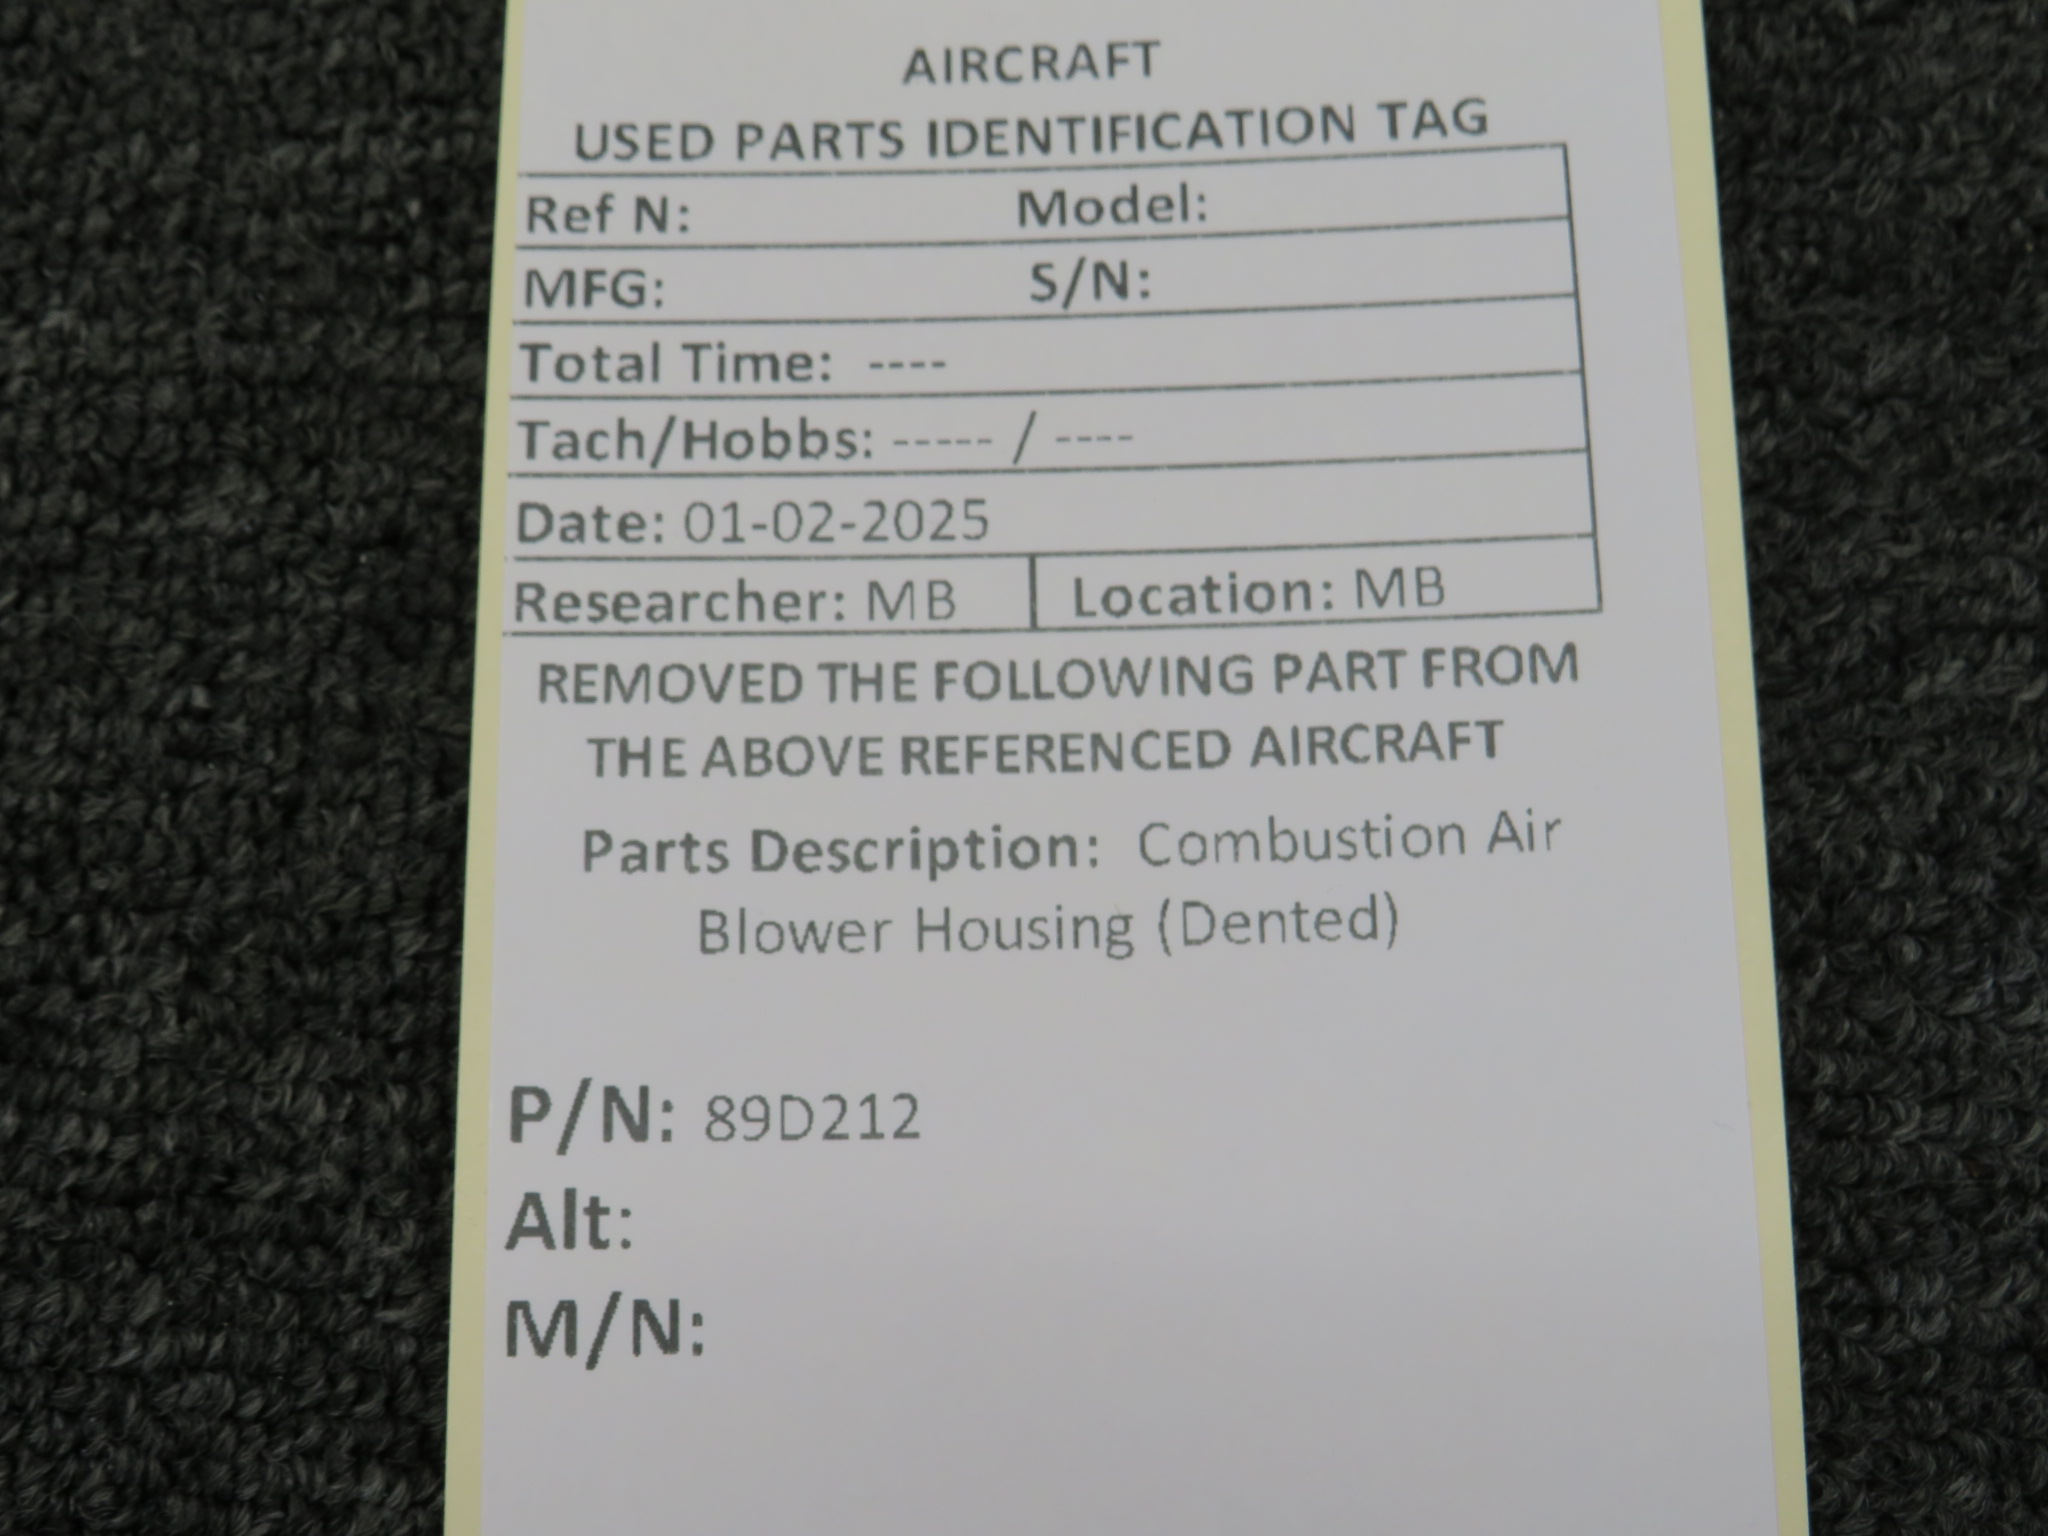 AIRCRAFT
USED PARTS IDENTIFICATION TAG
Ref N: Model:
MFG: S/N:
Total Time: ----
Tach/Hobbs: ----- / ----
Date: 01-02-2025
Researcher: MB Location: MB
REMOVED THE FOLLOWING PART FROM
THE ABOVE REFERENCED AIRCRAFT
Parts Description: Combustion Air
Blower Housing (Dented)
P/N: 89D212
Alt:
M/N: